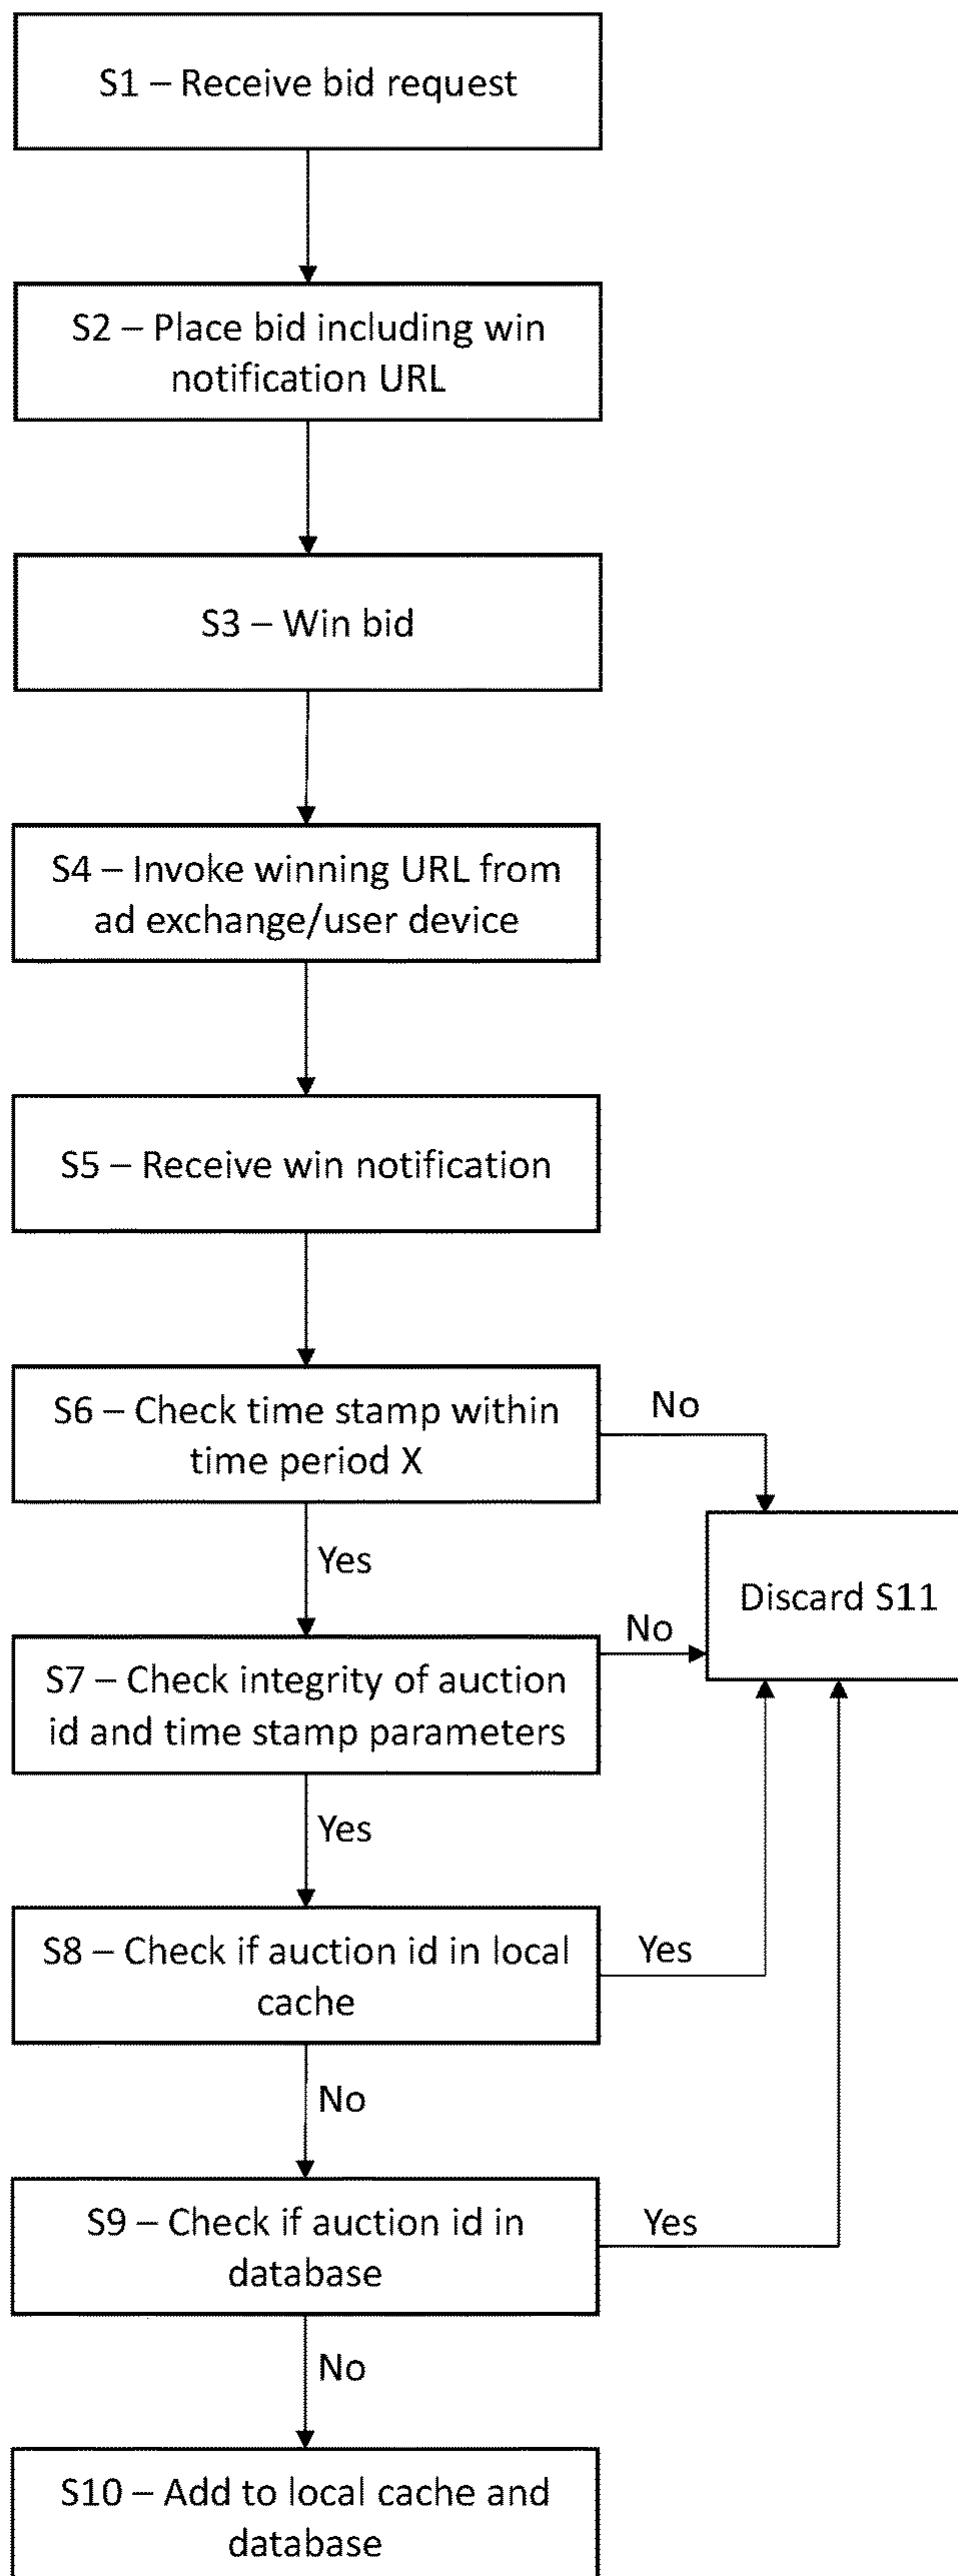 S1 – Receive bid request
S2 – Place bid including win
notification URL
S3 – Win bid
S4 – Invoke winning URL from
ad exchange/user device
S5 – Receive win notification
S6 – Check time stamp within
time period X
No
Yes
Discard S11
No
S7 – Check integrity of auction
id and time stamp parameters
Yes
S8 – Check if auction id in local
cache
Yes
No
S9 – Check if auction id in
database
Yes
No
S10 – Add to local cache and
database